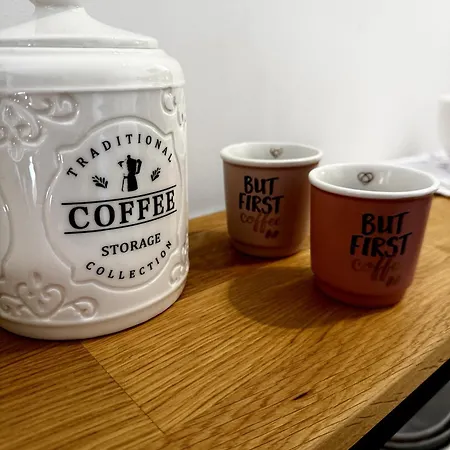 TRADITIONAL
COFFEE
STORAGE
COLLECTION
BUT
FIRST
coffee
BUT
FIRST
coffee